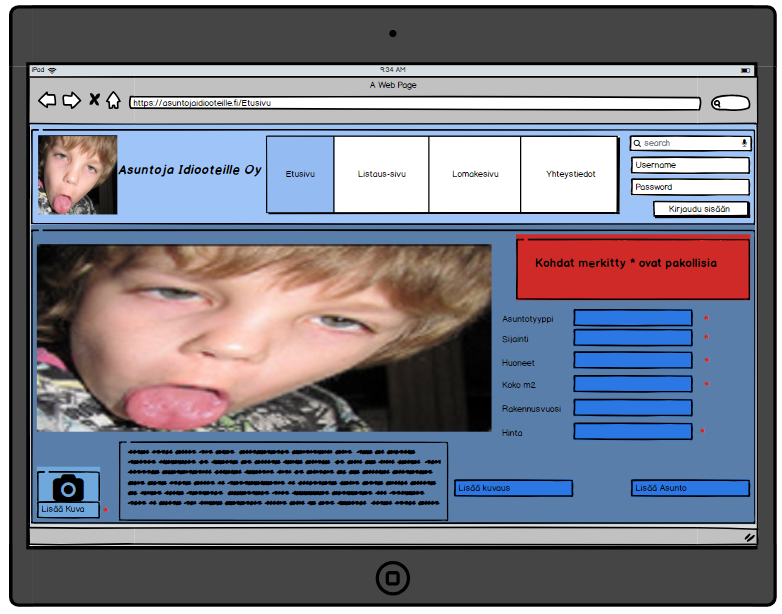 iPad
9:34 AM
A Web Page
https://asuntojaidiooteille.fi/Etusivu
Asuntoja Idiooteille Oy
Etusivu
Listaus-sivu
Lomakesivu
Yhteystiedot
search
Username
Password
Kirjaudu sisään
Kohdat merkitty * ovat pakollisia
Asuntotyyppi *
Sijainti
Huoneet *
Koko m2 *
Rakennusvuosi
Hinta *
Lisää Kuva *
Lisää kuvaus
Lisää Asunto